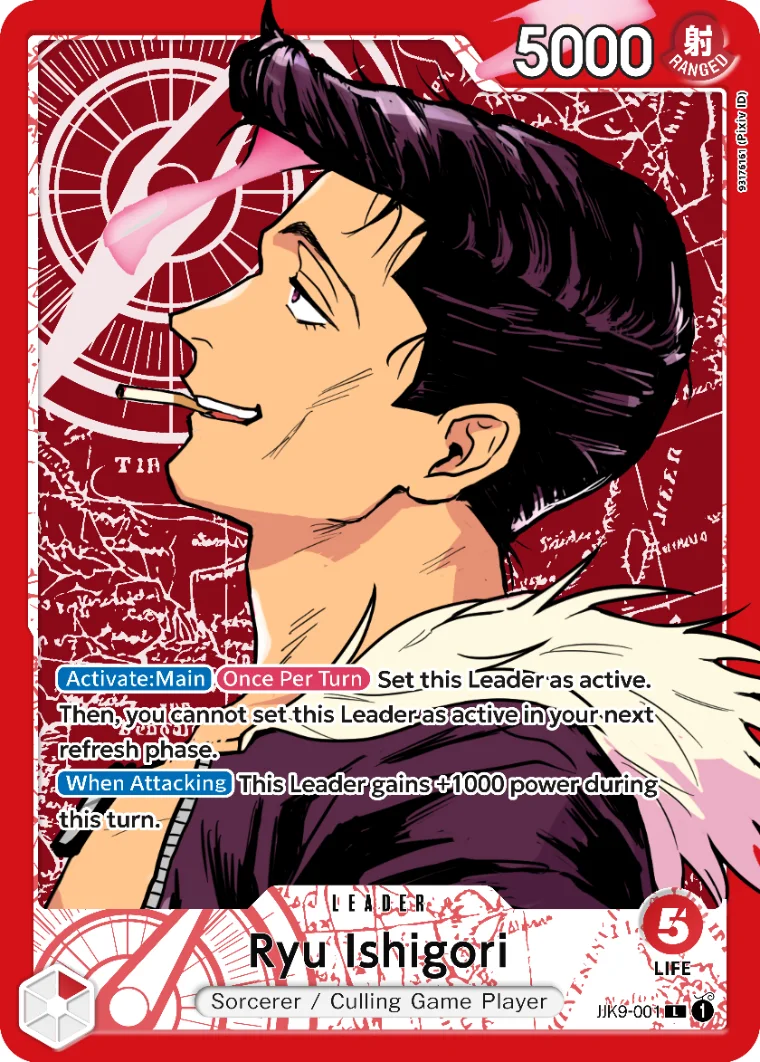 5000
射
RANGED
93176161 (Pixiv ID)
Activate:Main Once Per Turn Set this Leader as active.
Then, you cannot set this Leader as active in your next
refresh phase.
When Attacking This Leader gains +1000 power during
this turn.
LEADER
Ryu Ishigori
Sorcerer / Culling Game Player
5
LIFE
JJK9-001 L 1